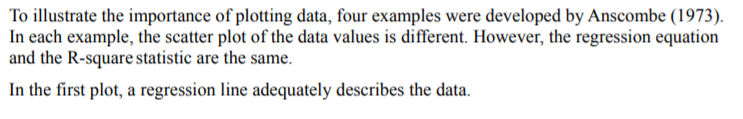 To illustrate the importance of plotting data, four examples were developed by Anscombe (1973).
In each example, the scatter plot of the data values is different. However, the regression equation
and the R-square statistic are the same.
In the first plot, a regression line adequately describes the data.